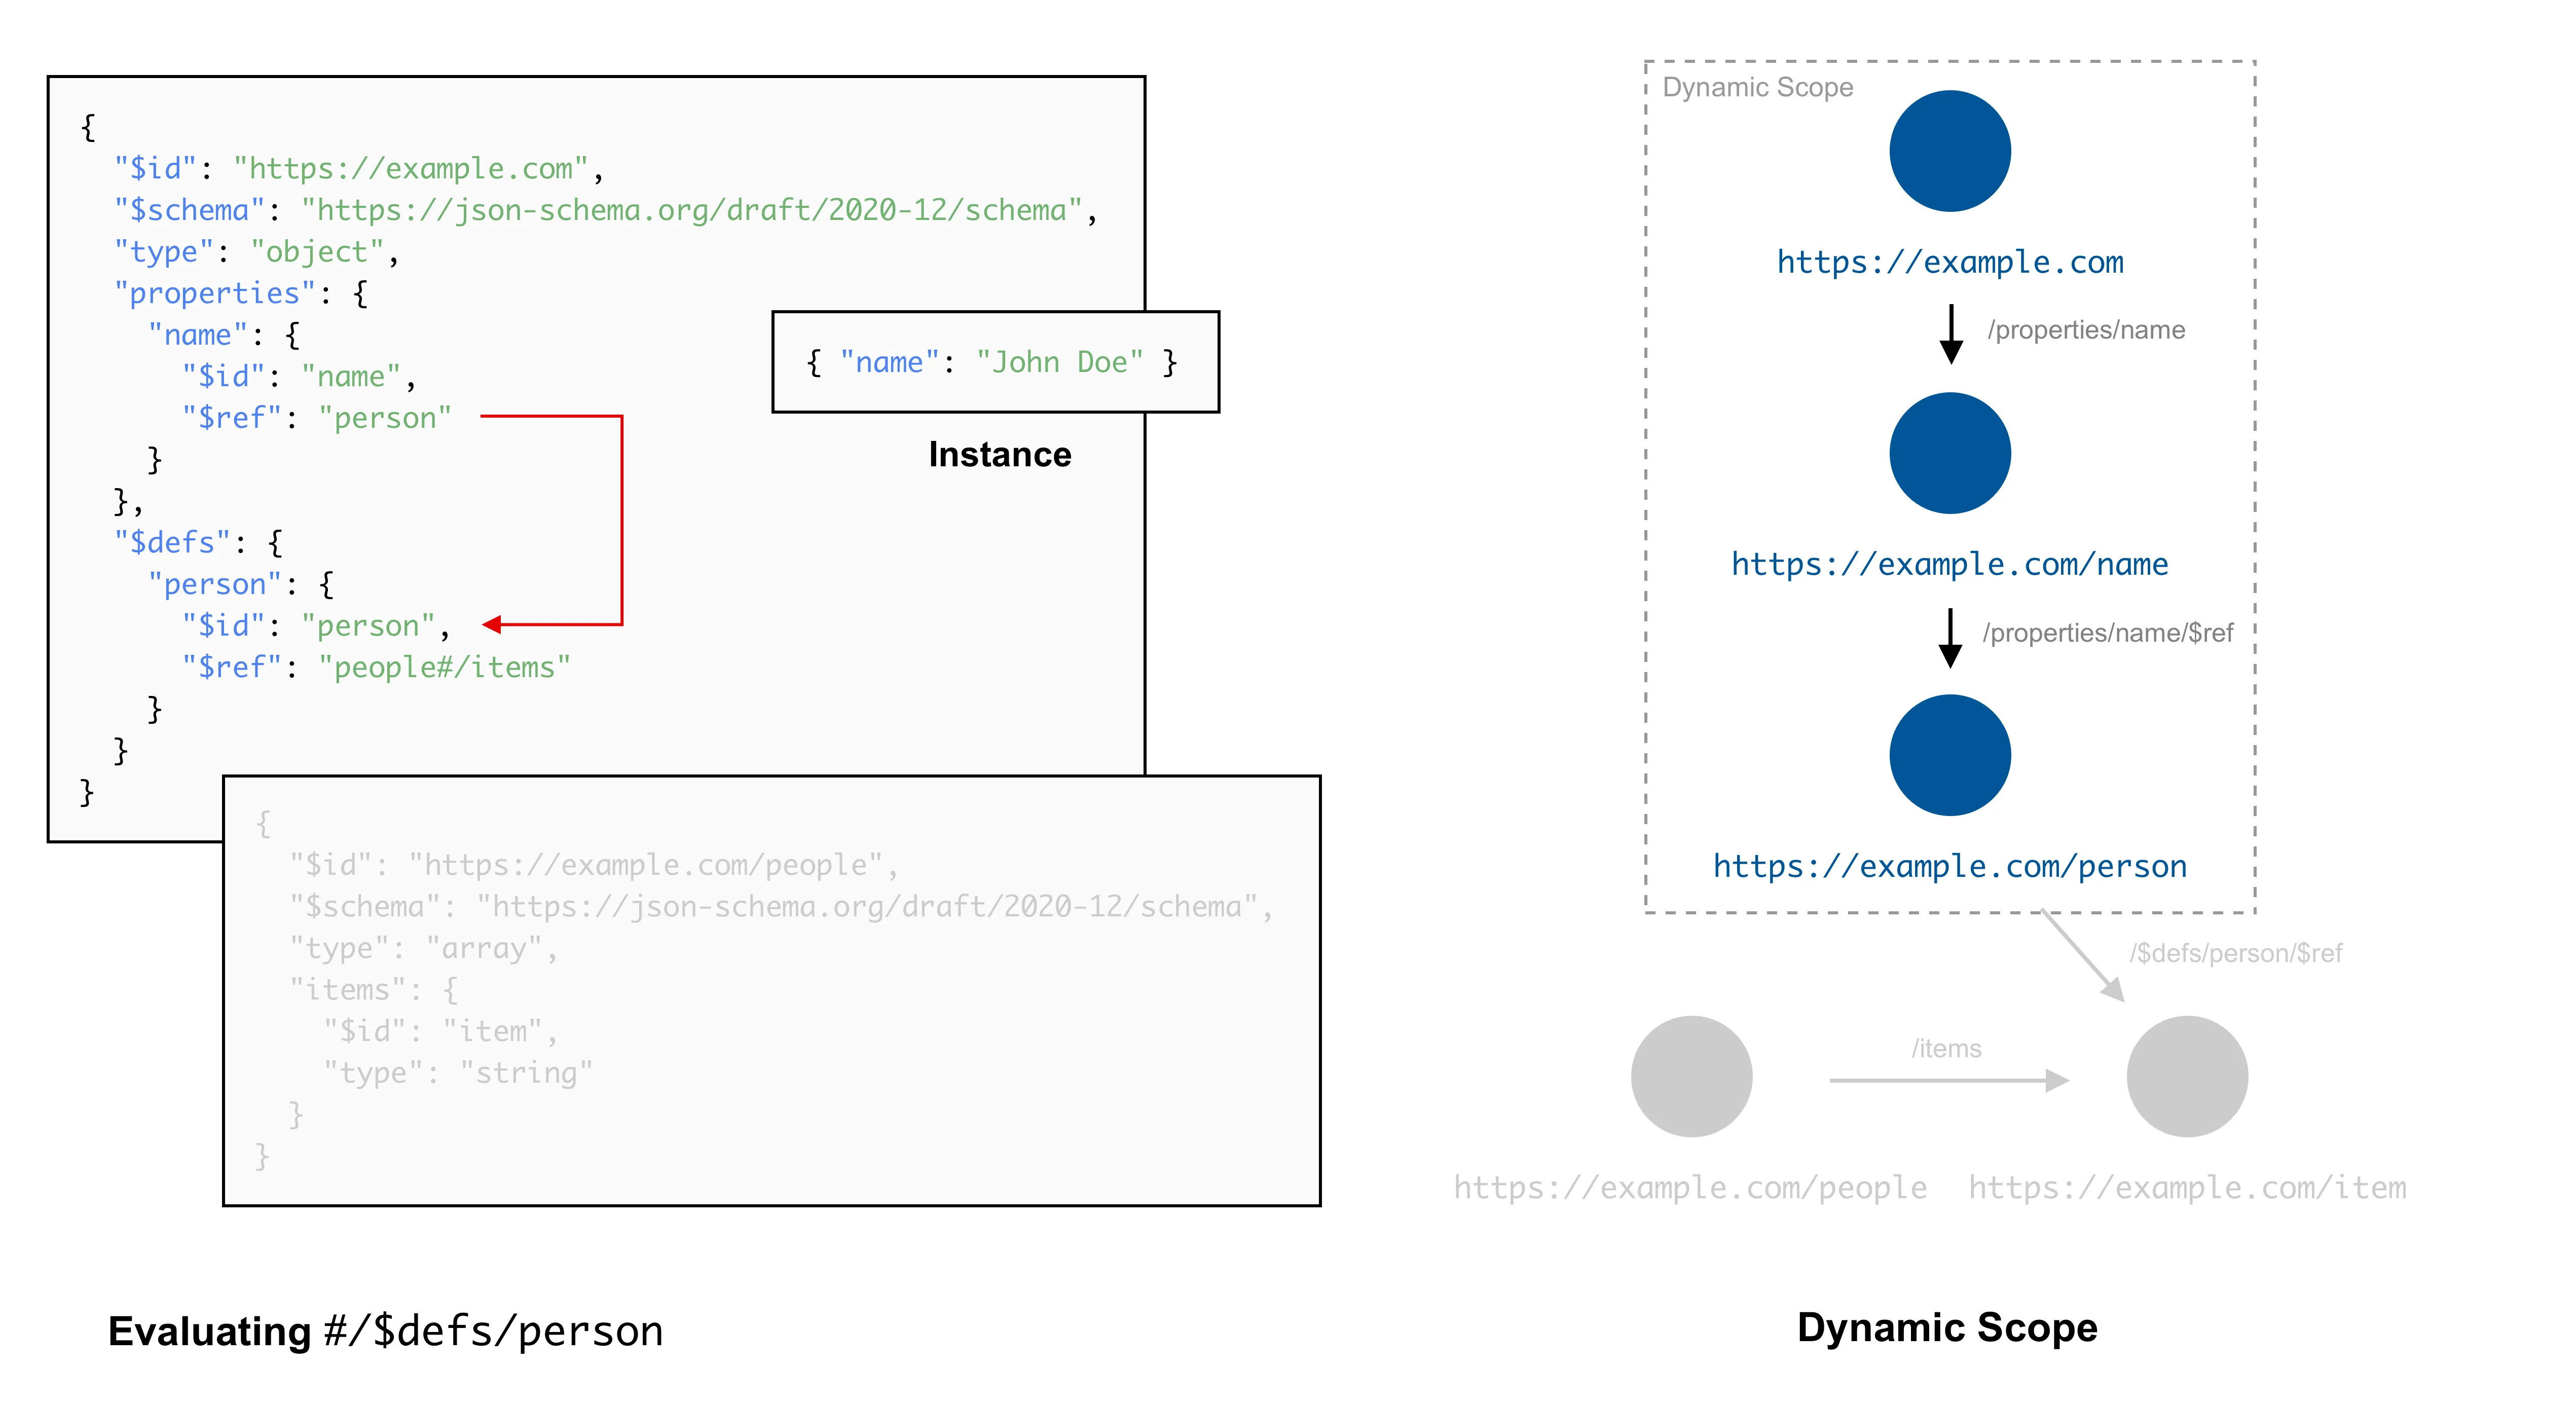 {
  "$id": "https://example.com",
  "$schema": "https://json-schema.org/draft/2020-12/schema",
  "type": "object",
  "properties": {
    "name": {
      "$id": "name",
      "$ref": "person"
    }
  },
  "$defs": {
    "person": {
      "$id": "person",
      "$ref": "people#/items"
    }
  }
}
{ "name": "John Doe" }
Instance
{
  "$id": "https://example.com/people",
  "$schema": "https://json-schema.org/draft/2020-12/schema",
  "type": "array",
  "items": {
    "$id": "item",
    "type": "string"
  }
}
Evaluating #/$defs/person
Dynamic Scope
https://example.com
/properties/name
https://example.com/name
/properties/name/$ref
https://example.com/person
/$defs/person/$ref
/items
https://example.com/people
https://example.com/item
Dynamic Scope